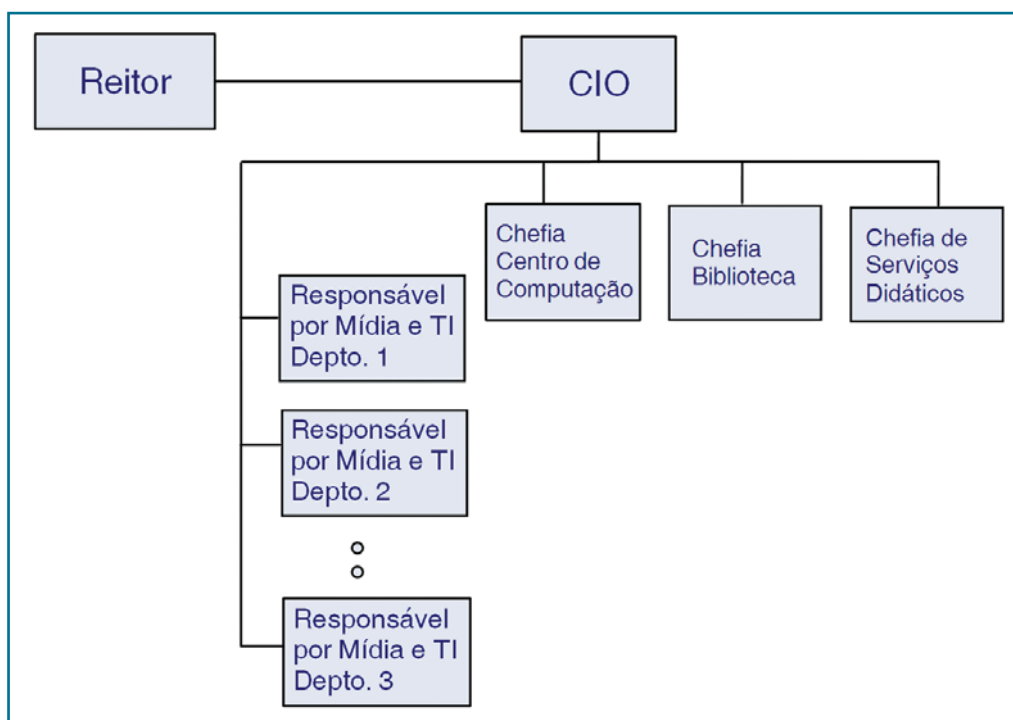 Reitor
CIO
Chefia
Centro de
Computação
Chefia
Biblioteca
Chefia de
Serviços
Didáticos
Responsável
por Mídia e TI
Depto. 1
Responsável
por Mídia e TI
Depto. 2
Responsável
por Mídia e TI
Depto. 3